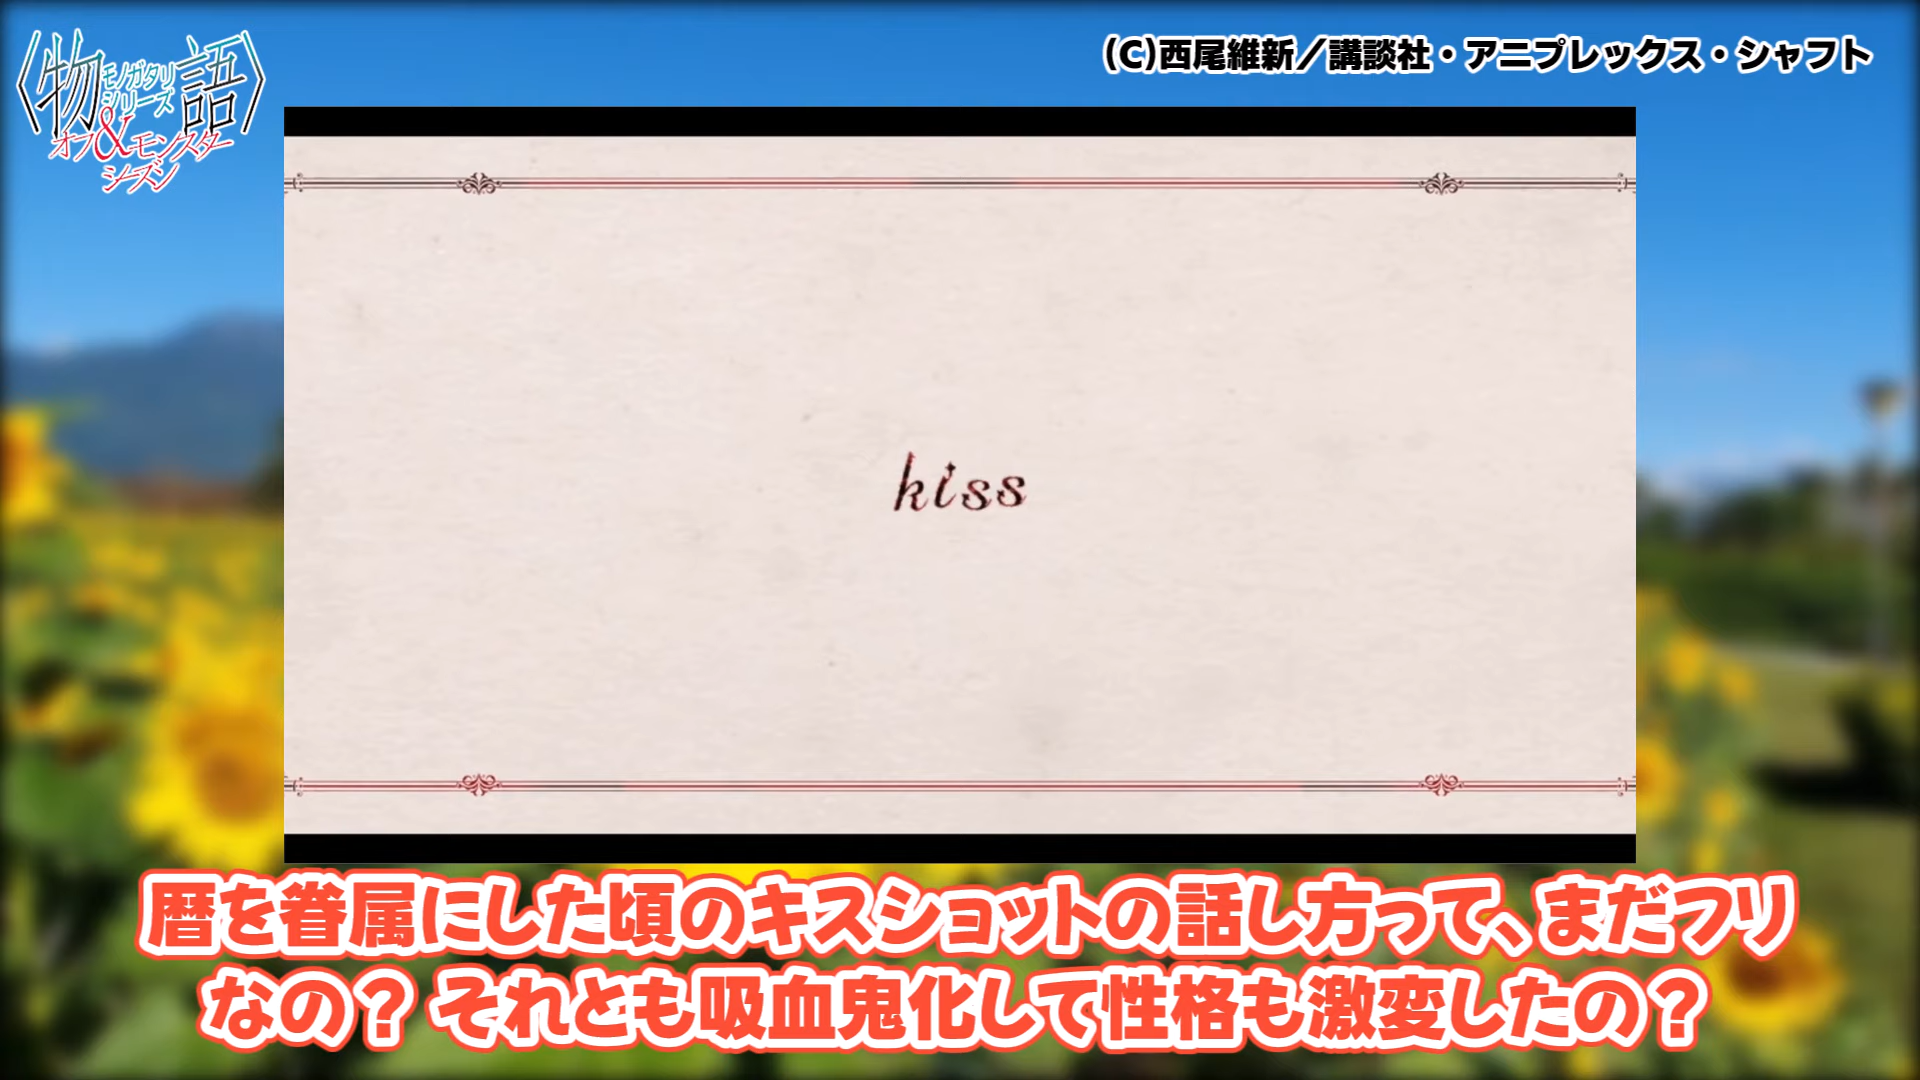 〈物語〉
モノガタリ
シリーズ
オフ&モンスター
シーズン
(C)西尾維新／講談社・アニプレックス・シャフト
kiss
暦を眷属にした頃のキスショットの話し方って、まだフリ
なの？ それとも吸血鬼化して性格も激変したの？